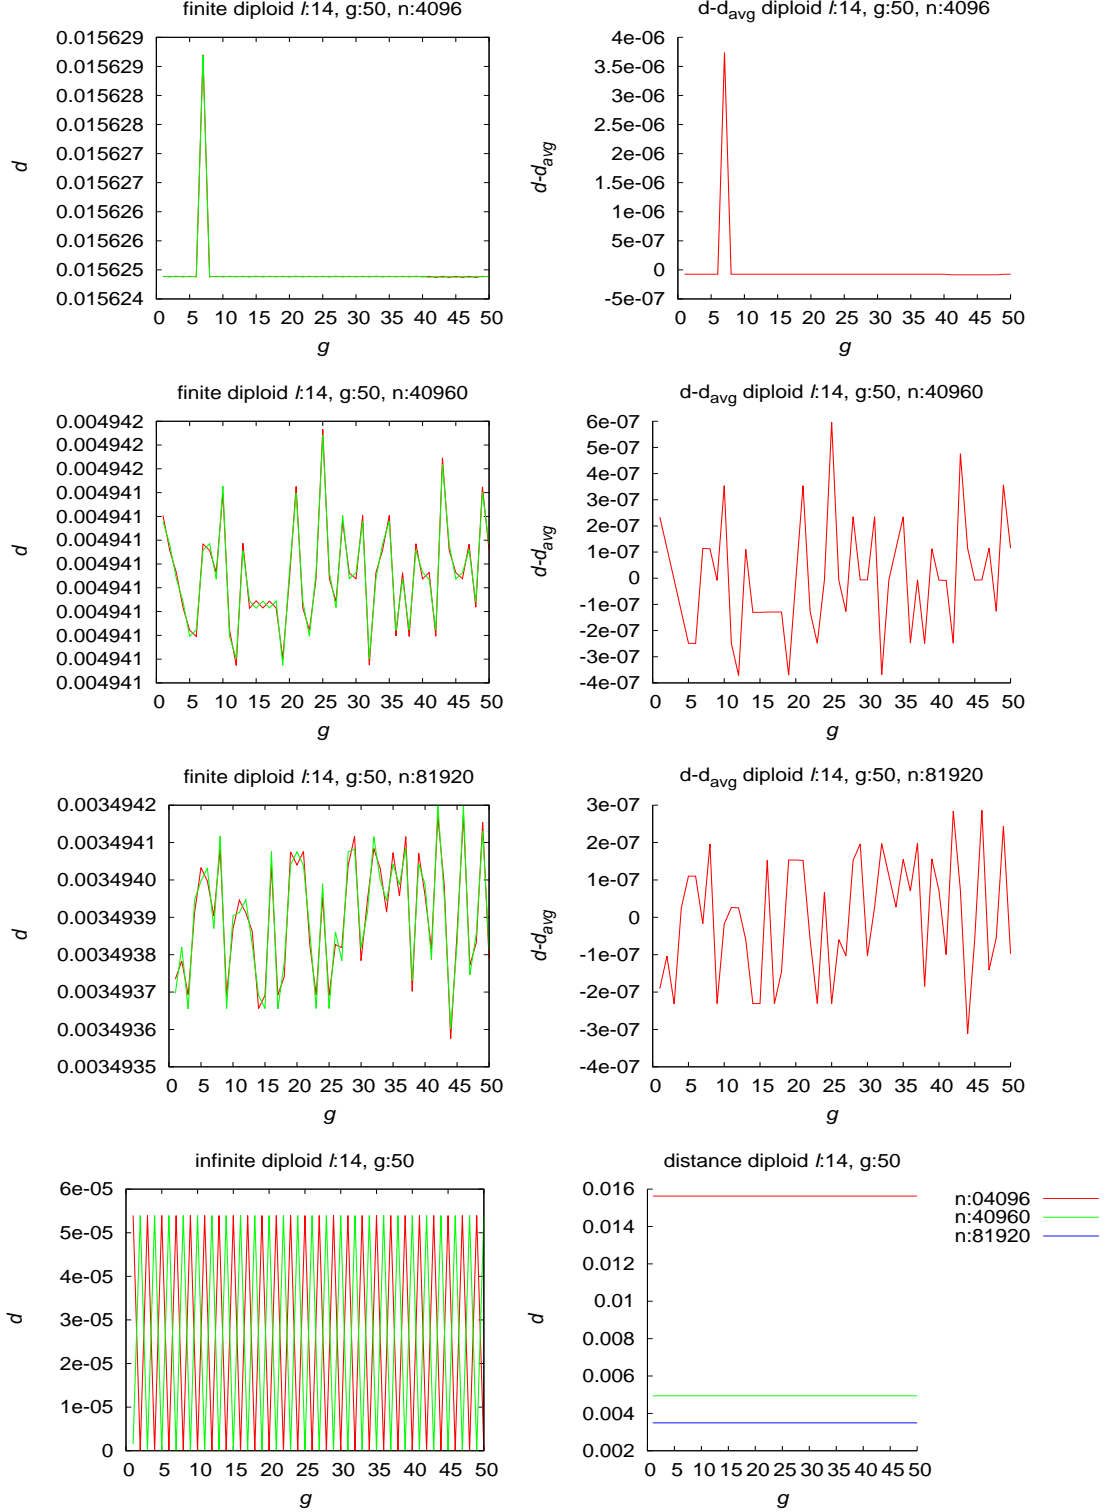 finite diploid l:14, g:50, n:4096
0.015629
0.015629
0.015628
0.015628
0.015627
0.015627
0.015626
0.015626
0.015625
0.015624
d
0 5 10 15 20 25 30 35 40 45 50
g
d-davg diploid l:14, g:50, n:4096
4e-06
3.5e-06
3e-06
2.5e-06
2e-06
1.5e-06
1e-06
5e-07
0
-5e-07
d-davg
0 5 10 15 20 25 30 35 40 45 50
g
finite diploid l:14, g:50, n:40960
0.004942
0.004942
0.004942
0.004941
0.004941
0.004941
0.004941
0.004941
0.004941
0.004941
0.004941
0.004941
d
0 5 10 15 20 25 30 35 40 45 50
g
d-davg diploid l:14, g:50, n:40960
6e-07
5e-07
4e-07
3e-07
2e-07
1e-07
0
-1e-07
-2e-07
-3e-07
-4e-07
d-davg
0 5 10 15 20 25 30 35 40 45 50
g
finite diploid l:14, g:50, n:81920
0.0034942
0.0034941
0.0034940
0.0034939
0.0034938
0.0034937
0.0034936
0.0034935
d
0 5 10 15 20 25 30 35 40 45 50
g
d-davg diploid l:14, g:50, n:81920
3e-07
2e-07
1e-07
0
-1e-07
-2e-07
-3e-07
-4e-07
d-davg
0 5 10 15 20 25 30 35 40 45 50
g
infinite diploid l:14, g:50
6e-05
5e-05
4e-05
3e-05
2e-05
1e-05
0
d
0 5 10 15 20 25 30 35 40 45 50
g
distance diploid l:14, g:50
0.016
0.014
0.012
0.01
0.008
0.006
0.004
0.002
d
0 5 10 15 20 25 30 35 40 45 50
g
n:04096
n:40960
n:81920